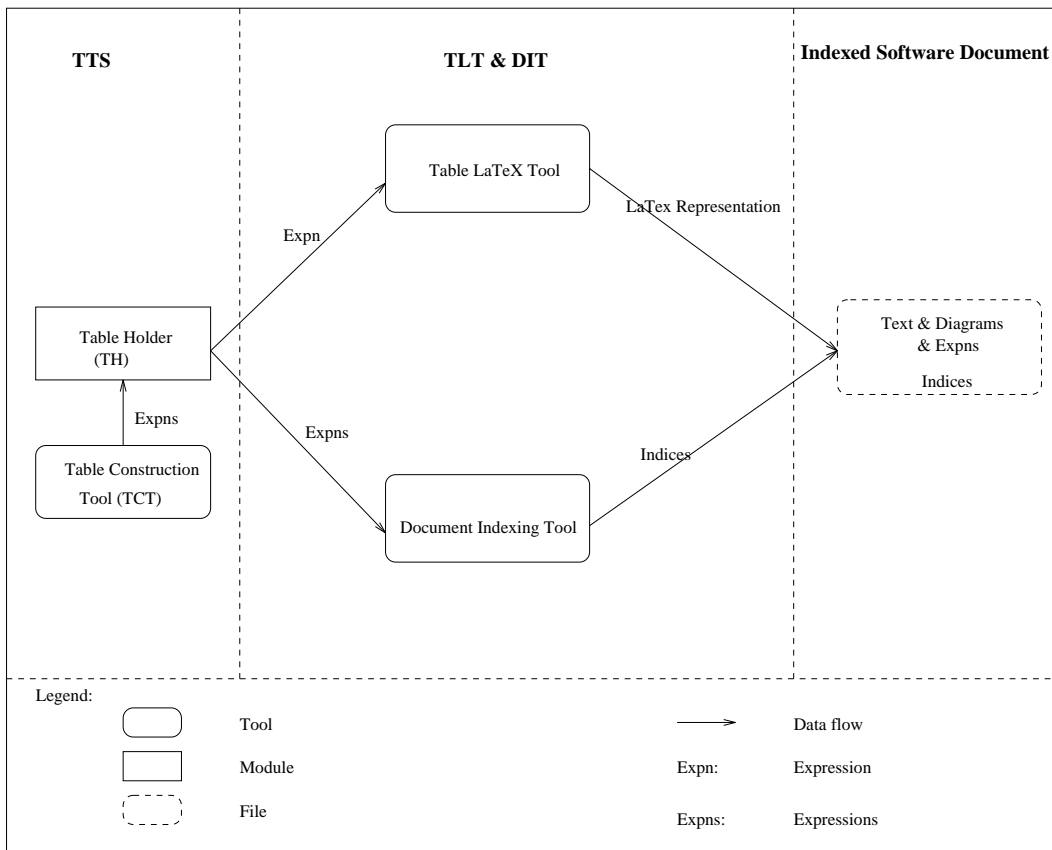 TTS
TLT & DIT
Indexed Software Document
Table LaTeX Tool
LaTex Representation
Expn
Table Holder
(TH)
Text & Diagrams
& Expns
Indices
Expns
Expns
Indices
Table Construction
Tool (TCT)
Document Indexing Tool
Legend:
Tool
Data flow
Module
Expn: Expression
File
Expns: Expressions